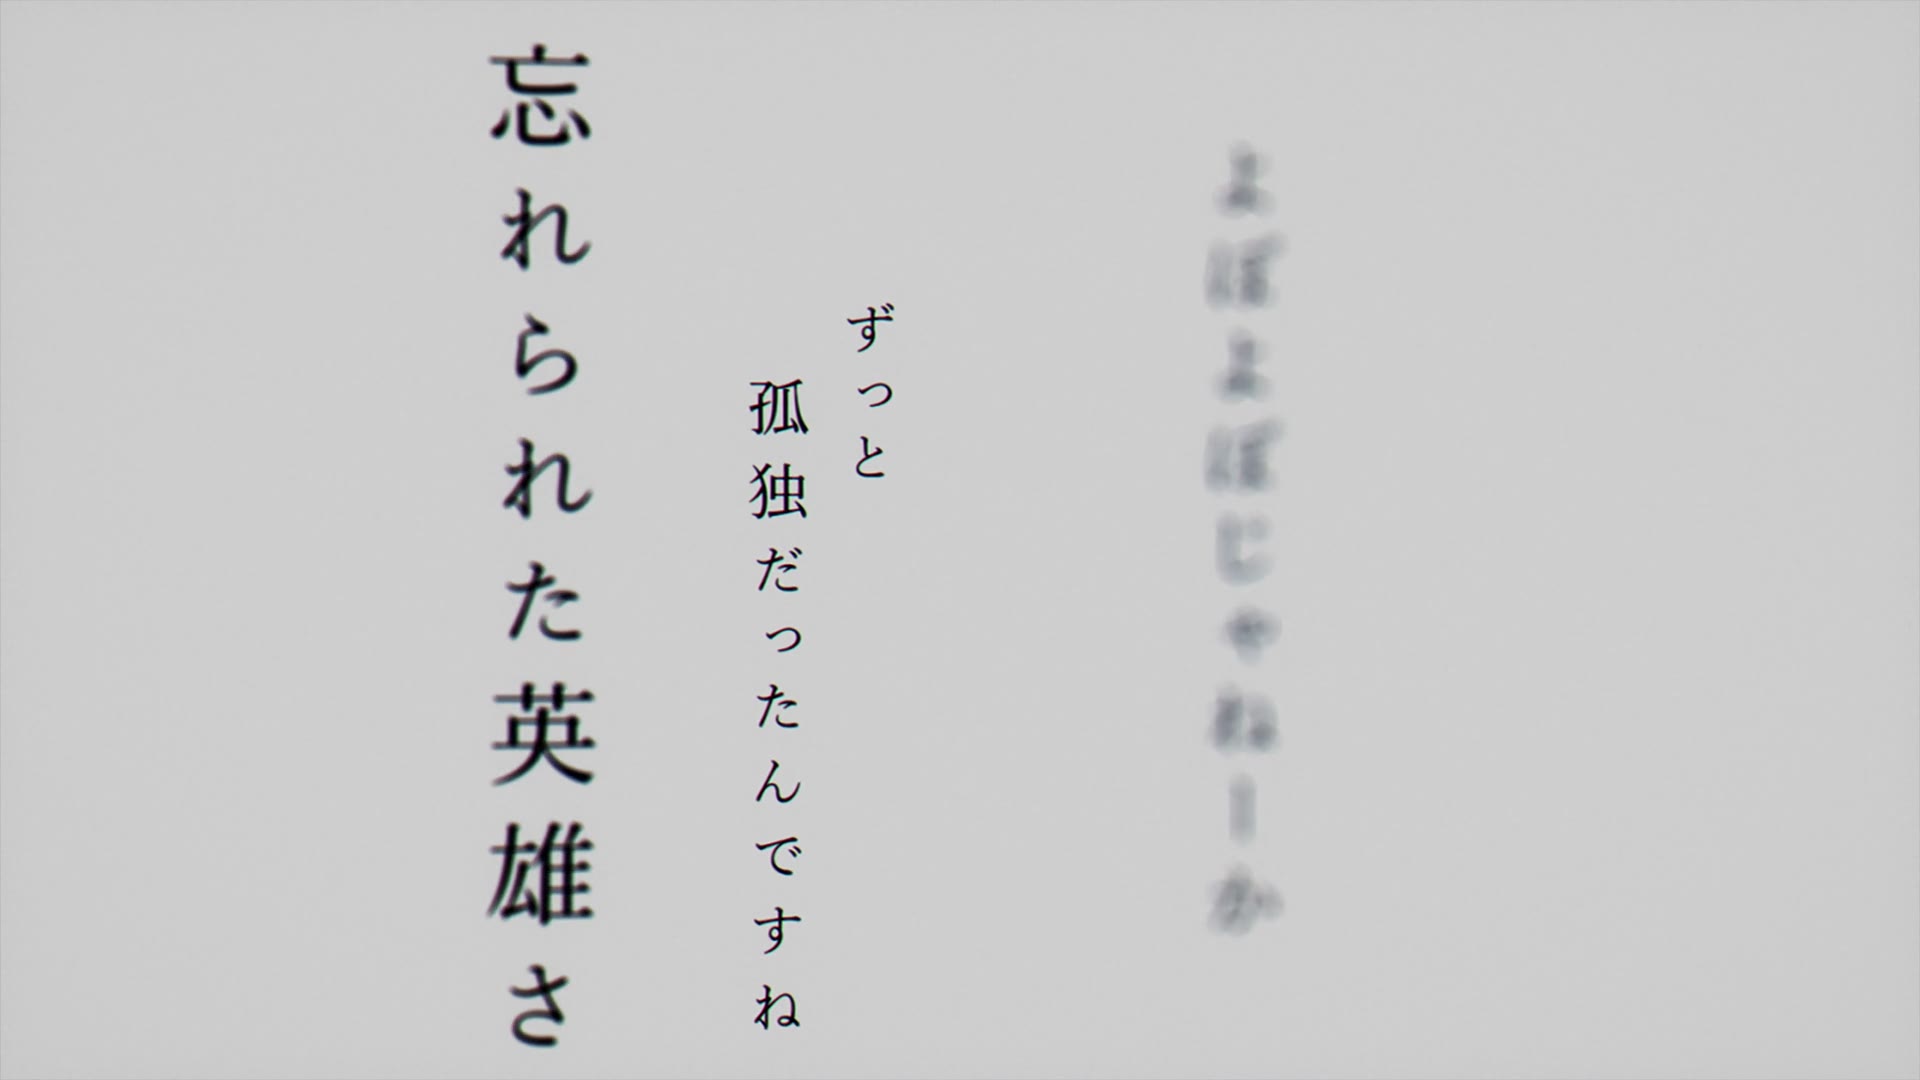 よぼよぼじゃねーか
ずっと
孤独だったんですね
忘れられた英雄さ